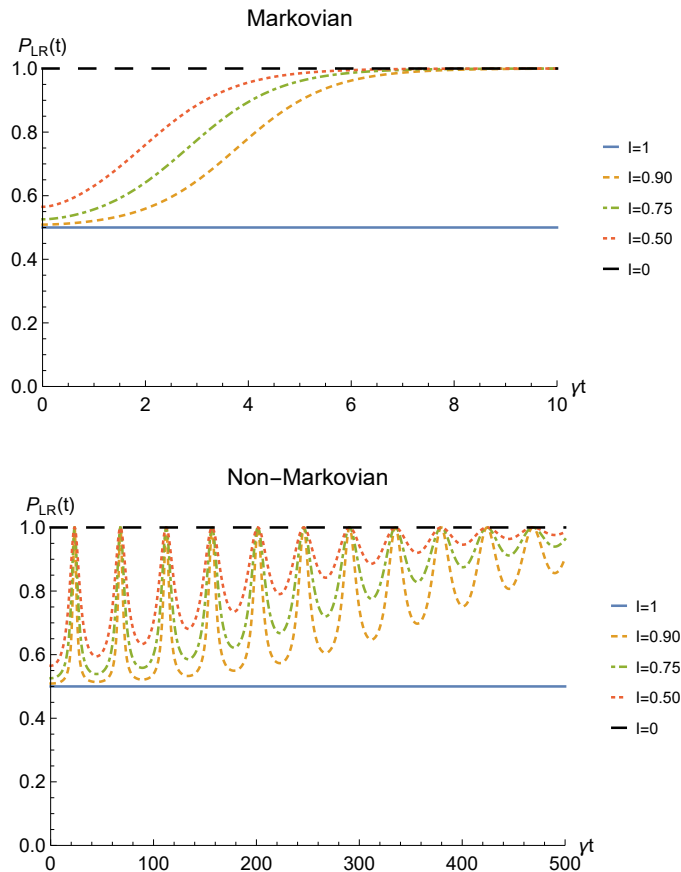 Markovian
P_LR(t)
1.0
0.8
0.6
0.4
0.2
0.0
0 2 4 6 8 10
γt
I=1
I=0.90
I=0.75
I=0.50
I=0
Non−Markovian
P_LR(t)
1.0
0.8
0.6
0.4
0.2
0.0
0 100 200 300 400 500
γt
I=1
I=0.90
I=0.75
I=0.50
I=0